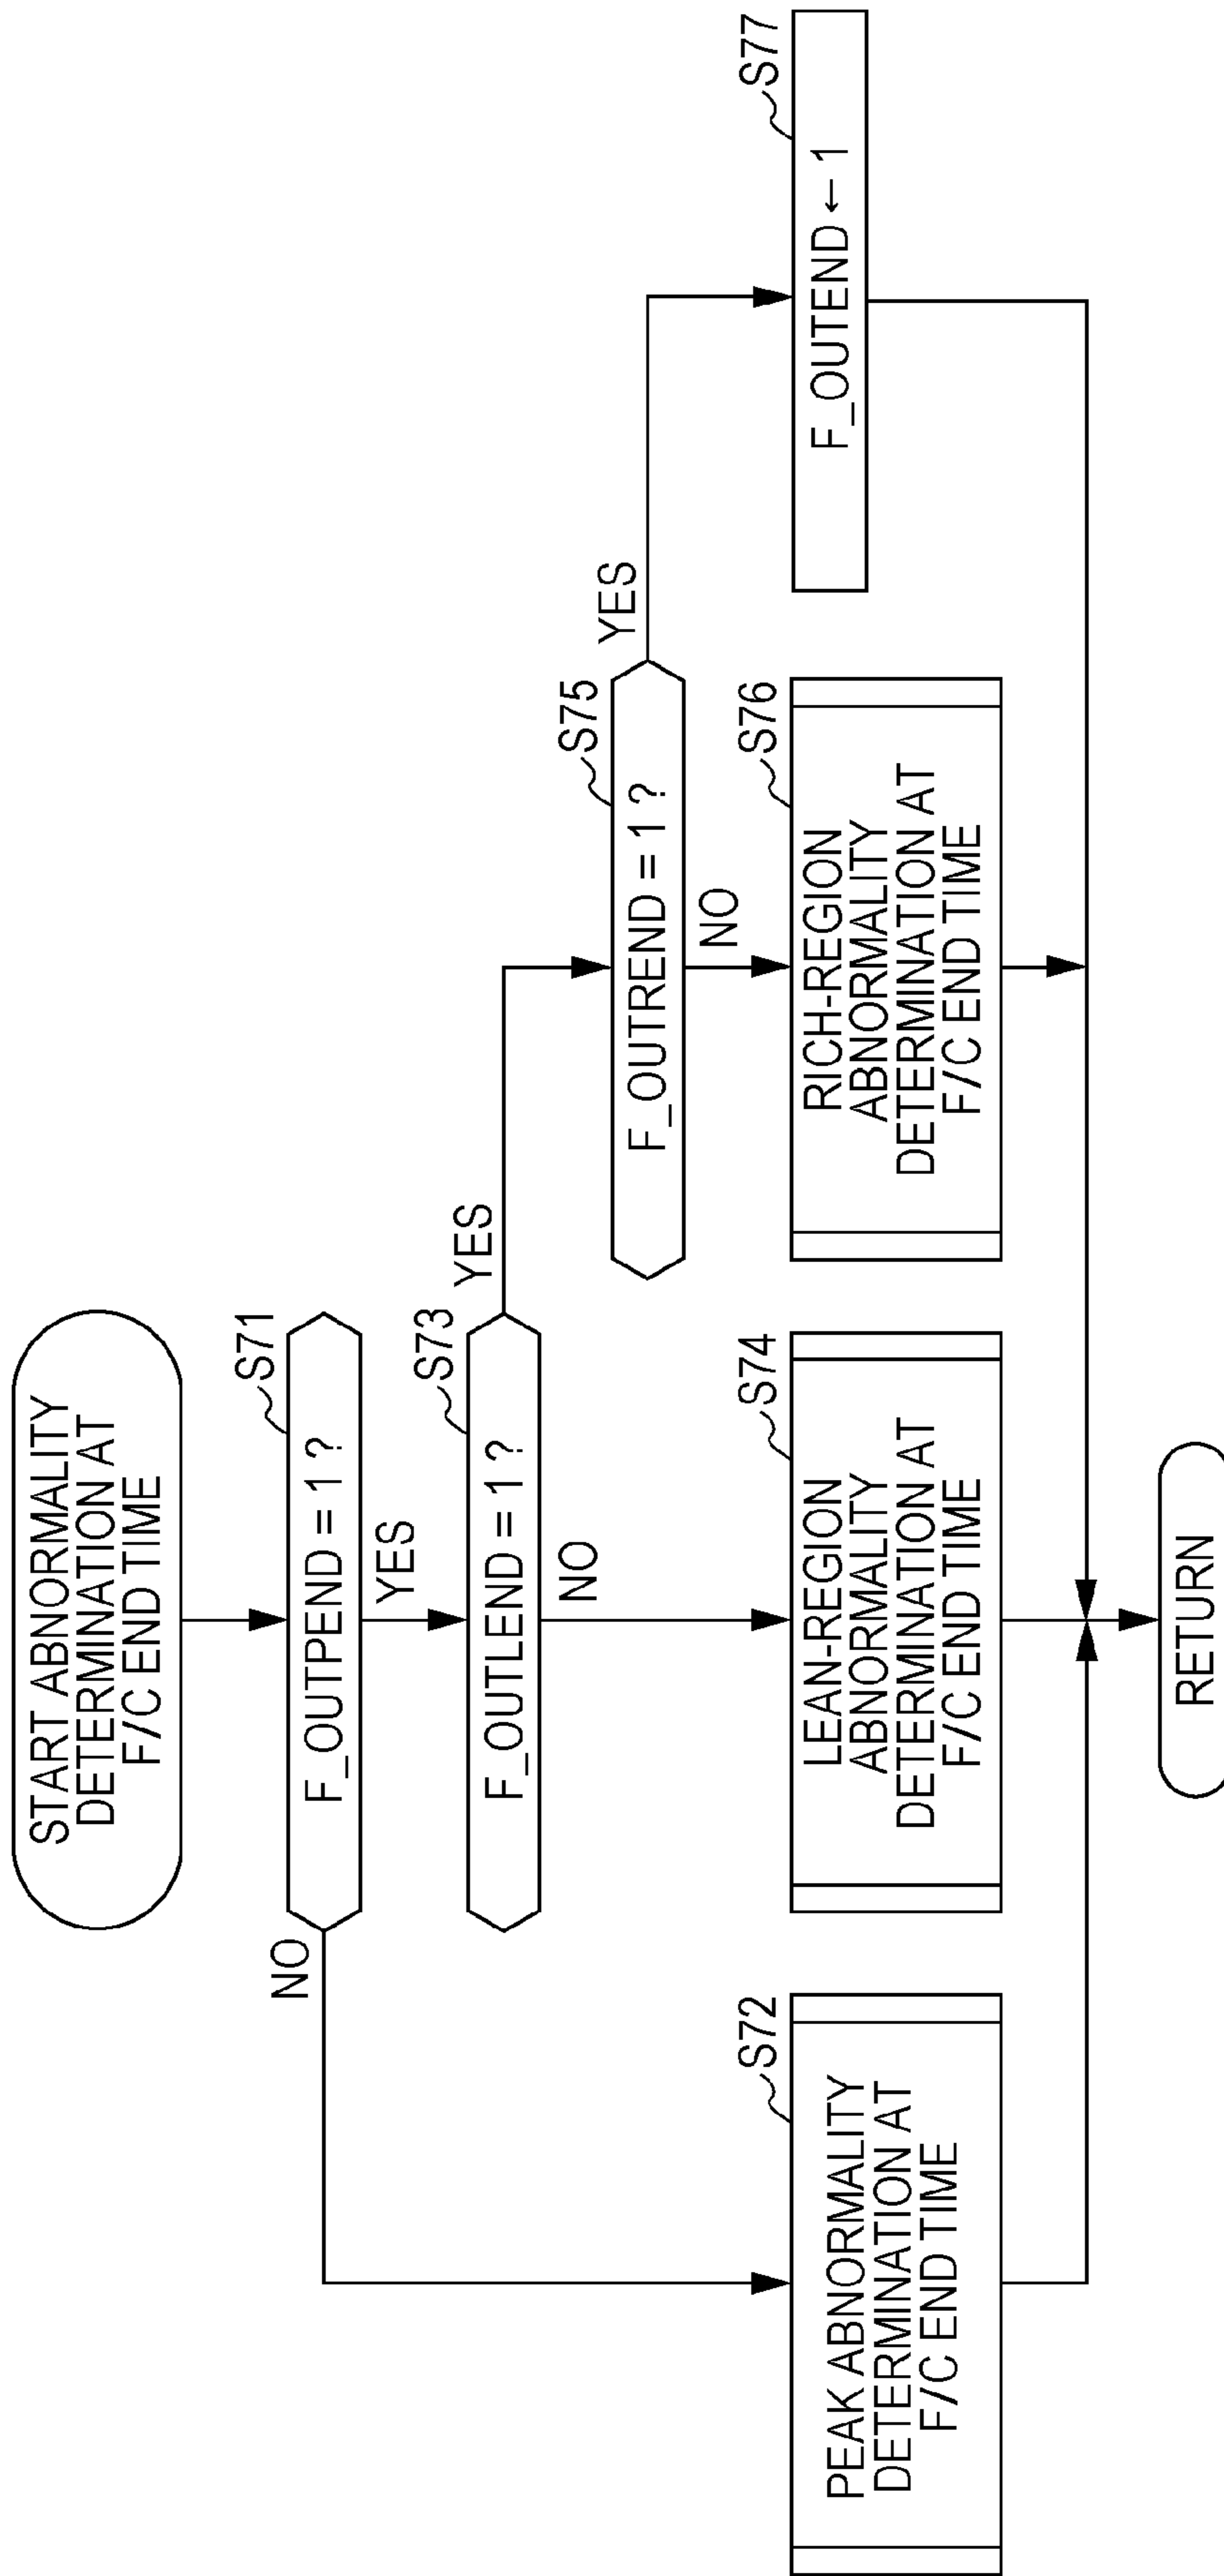 START ABNORMALITY
DETERMINATION AT
F/C END TIME
S71
F_OUTPEND = 1 ?
NO
YES
S73
F_OUTLEND = 1 ?
YES
NO
S75
F_OUTREND = 1 ?
YES
NO
S72
PEAK ABNORMALITY
DETERMINATION AT
F/C END TIME
S74
LEAN-REGION
ABNORMALITY
DETERMINATION AT
F/C END TIME
S76
RICH-REGION
ABNORMALITY
DETERMINATION AT
F/C END TIME
S77
F_OUTEND ← 1
RETURN